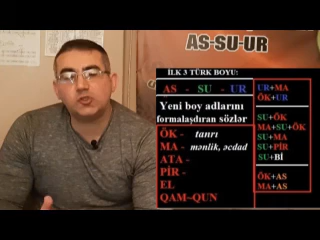 AS-SU-UR
İLK 3 TÜRK BOYU:
AS - SU - UR
Yeni boy adlarını
formalaşdıran sözlər
ÖK - tanrı
MA - mənlik, əcdad
ATA -
PİR -
EL
QAM~QUN
UR+MA
ÖK+UR
SU+ÖK
MA+SU+ÖK
SU+MA
SU+PİR
SU+Bİ
ÖK+AS
MA+AS